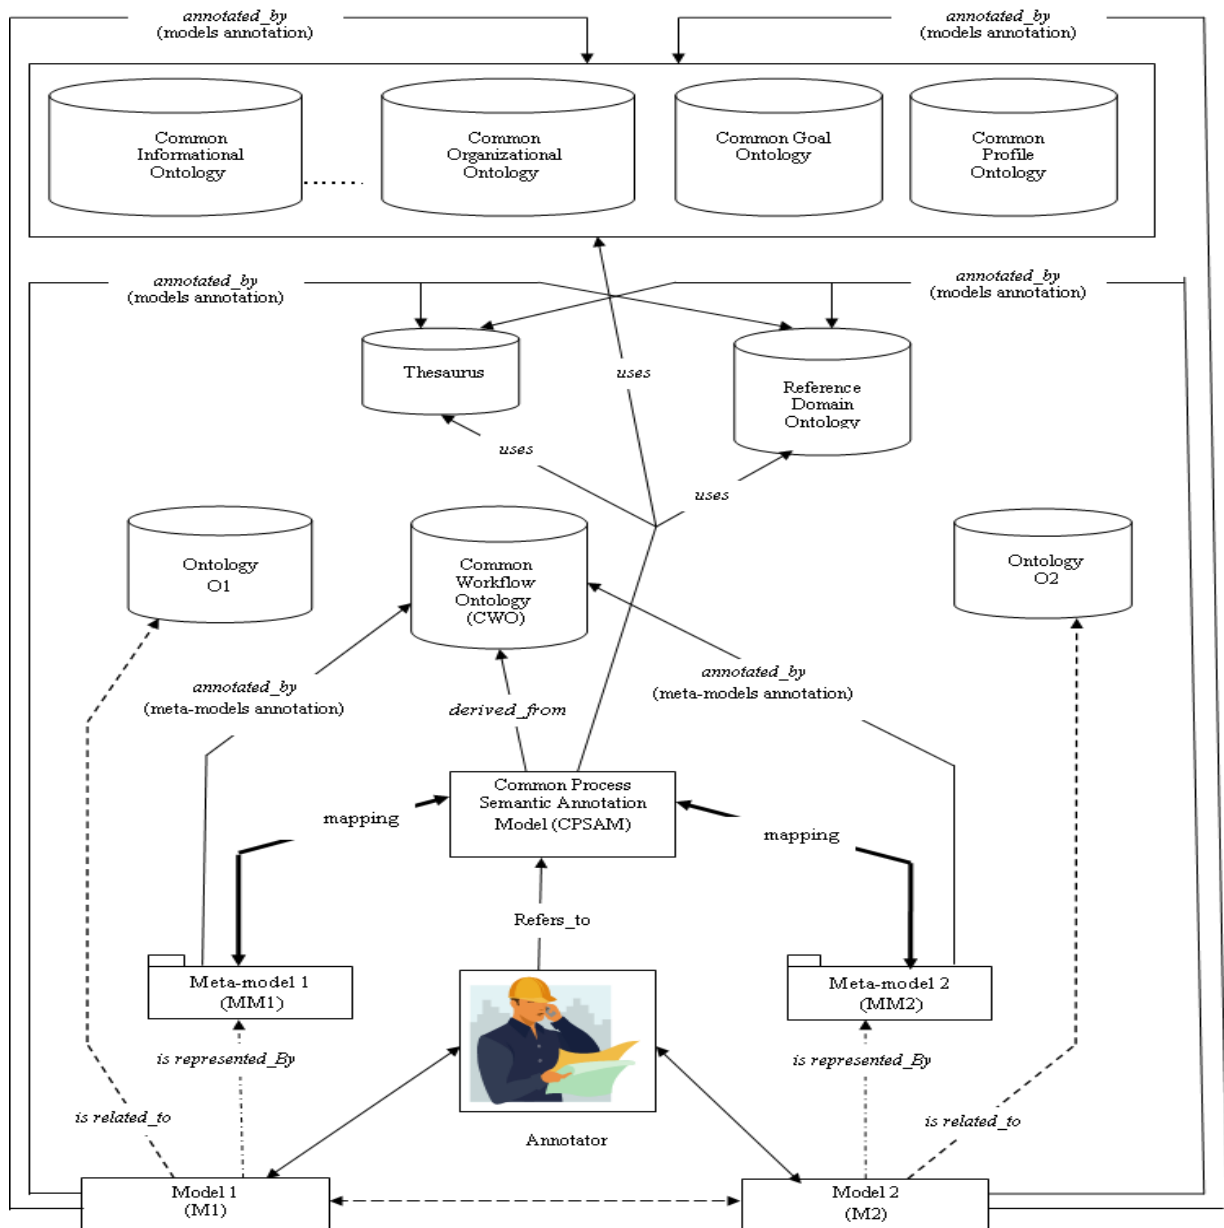 annotated_by
(models annotation)
annotated_by
(models annotation)
Common
Informational
Ontology
Common
Organizational
Ontology
Common Goal
Ontology
Common
Profile
Ontology
annotated_by
(models annotation)
annotated_by
(models annotation)
Thesaurus
uses
Reference
Domain
Ontology
uses
uses
Ontology
O1
Common
Workflow
Ontology
(CWO)
Ontology
O2
annotated_by
(meta-models annotation)
annotated_by
(meta-models annotation)
derived_from
Common Process
Semantic Annotation
Model (CPSAM)
mapping
mapping
Refers_to
Meta-model 1
(MM1)
Meta-model 2
(MM2)
is represented_By
is represented_By
is related_to
is related_to
Annotator
Model 1
(M1)
Model 2
(M2)